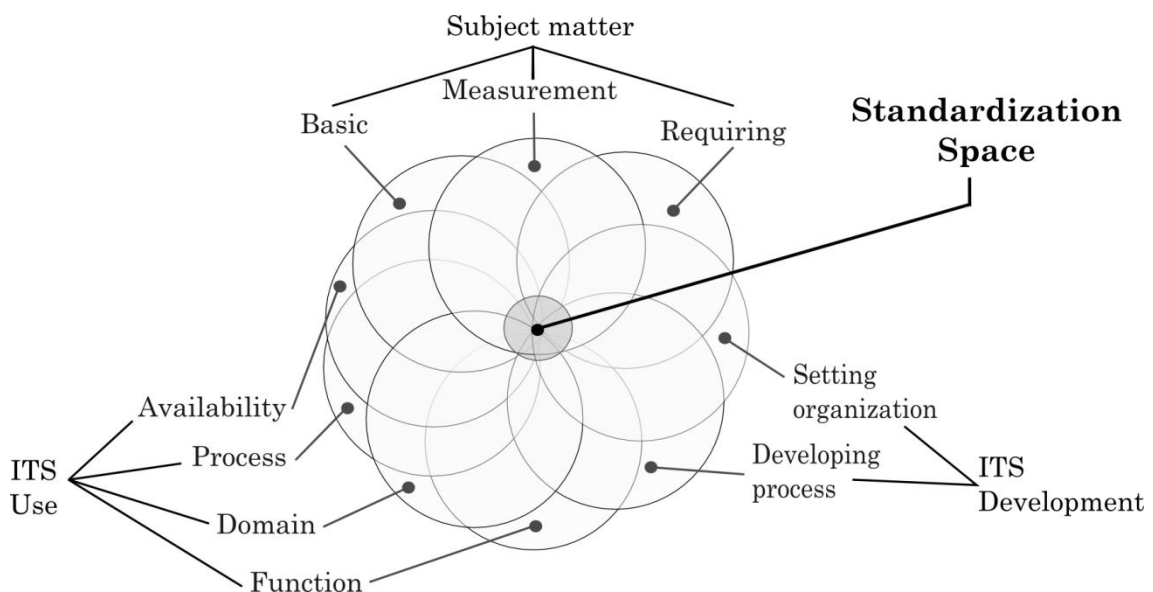 Subject matter
Measurement
Basic
Requiring
Standardization
Space
Setting
organization
Availability
Process
Developing
process
ITS
Use
ITS
Development
Domain
Function